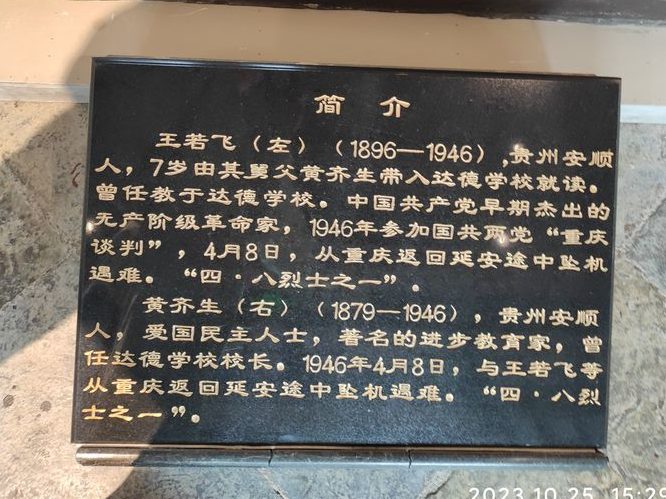 简 介
王若飞（左）（1896—1946），贵州安顺
人，7岁由其舅父黄齐生带入达德学校就读。
曾任教于达德学校。中国共产党早期杰出的
无产阶级革命家，1946年参加国共两党“重庆
谈判”，4月8日，从重庆返回延安途中坠机
遇难。“四·八烈士之一”。
黄齐生（右）（1879—1946），贵州安顺
人，爱国民主人士，著名的进步教育家，曾
任达德学校校长。1946年4月8日，与王若飞等
从重庆返回延安途中坠机遇难。“四·八烈
士之一”。
2023.10.25 15:29